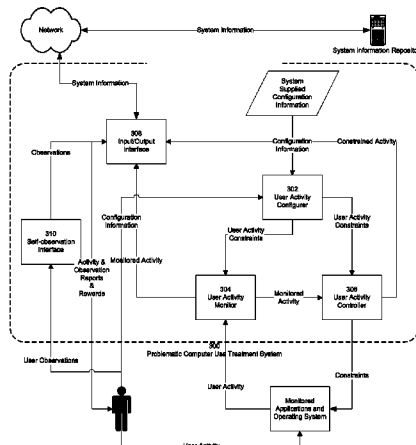 Network
System Information
System Information Reposit
System Information
System
Supplied
Configuration
Information
308
Input/Output
Interface
Observations
Configuration
Information
Constrained Activity
302
User Activity
Configurer
310
Self-observation
Interface
Configuration
Information
Monitored Activity
User Activity
Constraints
User Activity
Constraints
Activity &
Observation
Reports
&
Rewards
304
User Activity
Monitor
Monitored
Activity
306
User Activity
Controller
300
Problematic Computer Use Treatment System
User Observations
User Activity
Constraints
Monitored
Applications and
Operating System
User Activity